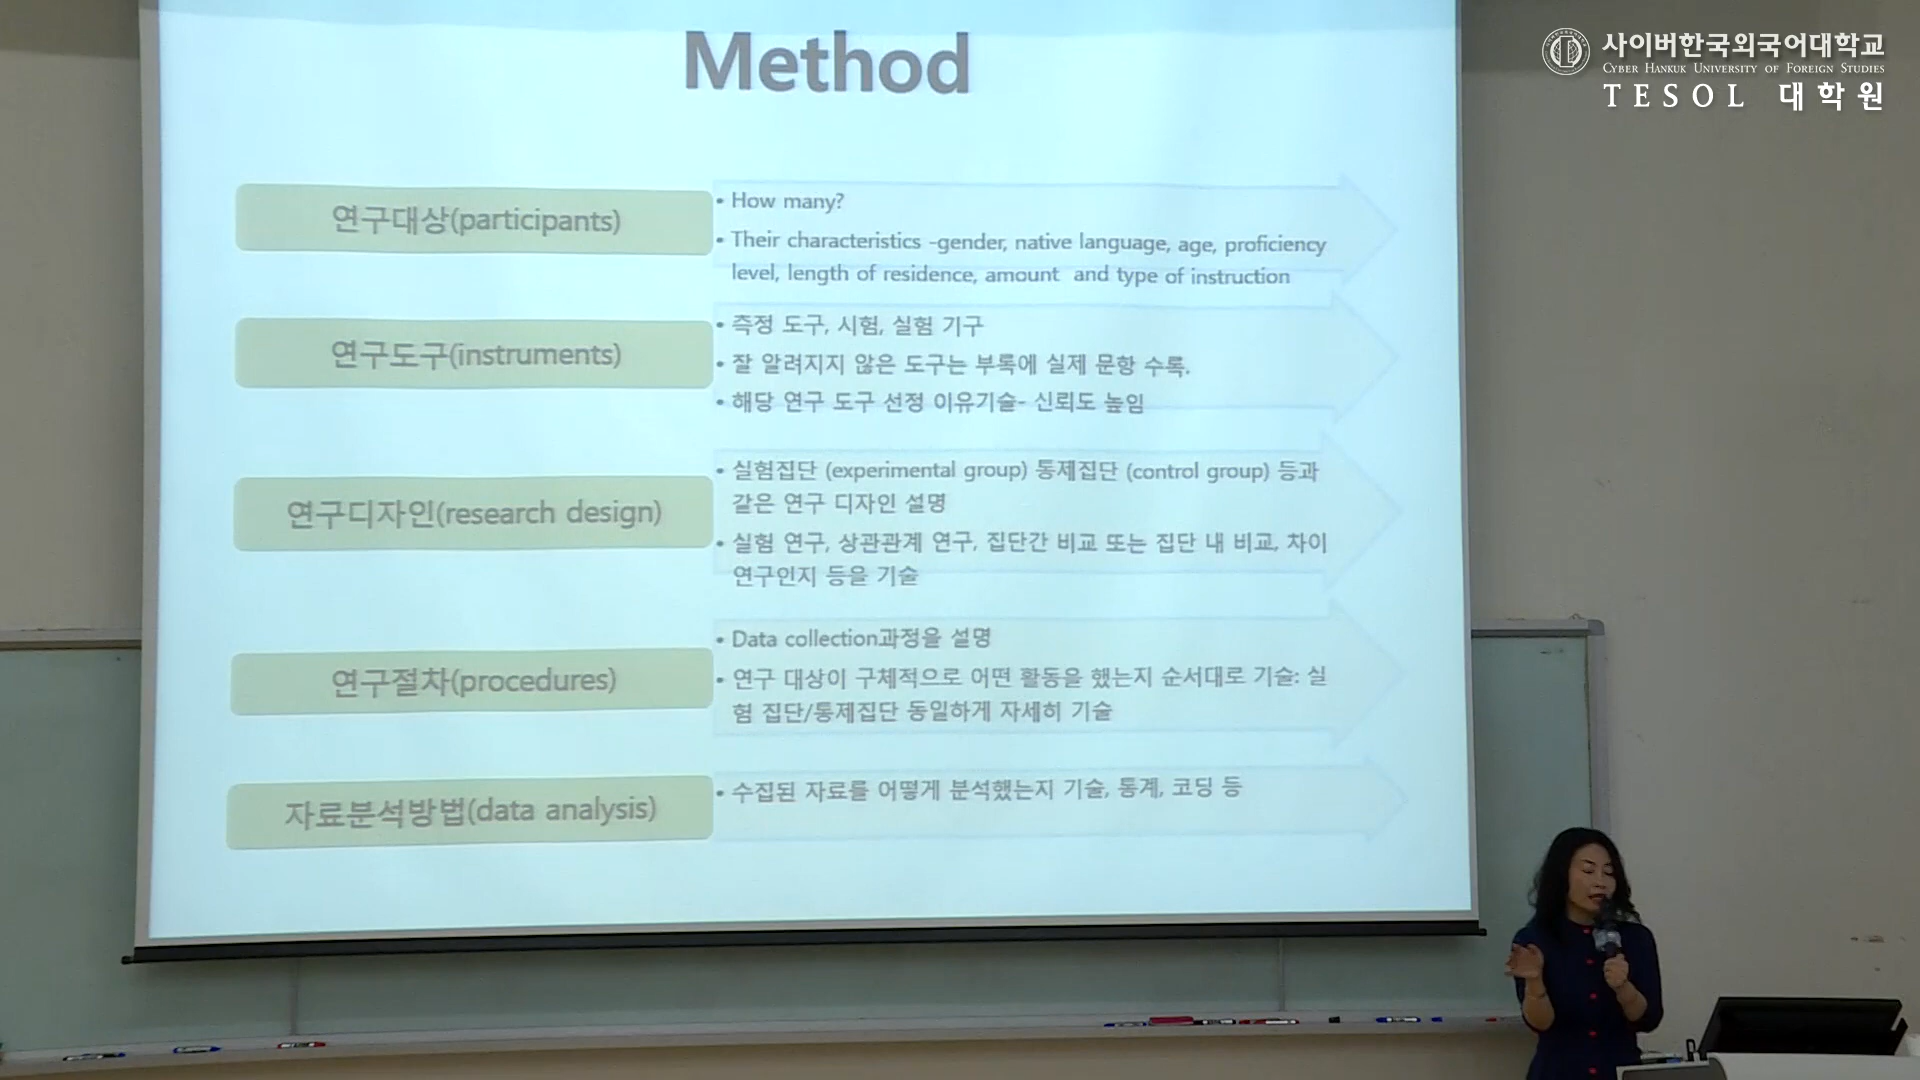 사이버한국외국어대학교
CYBER HANKUK UNIVERSITY OF FOREIGN STUDIES
TESOL 대학원
Method
연구대상(participants)
• How many?
• Their characteristics -gender, native language, age, proficiency
level, length of residence, amount and type of instruction
연구도구(instruments)
• 측정 도구, 시험, 실험 기구
• 잘 알려지지 않은 도구는 부록에 실제 문항 수록.
• 해당 연구 도구 선정 이유기술- 신뢰도 높임
연구디자인(research design)
• 실험집단 (experimental group) 통제집단 (control group) 등과
같은 연구 디자인 설명
• 실험 연구, 상관관계 연구, 집단간 비교 또는 집단 내 비교, 차이
연구인지 등을 기술
연구절차(procedures)
• Data collection과정을 설명
• 연구 대상이 구체적으로 어떤 활동을 했는지 순서대로 기술: 실
험 집단/통제집단 동일하게 자세히 기술
자료분석방법(data analysis)
• 수집된 자료를 어떻게 분석했는지 기술, 통계, 코딩 등